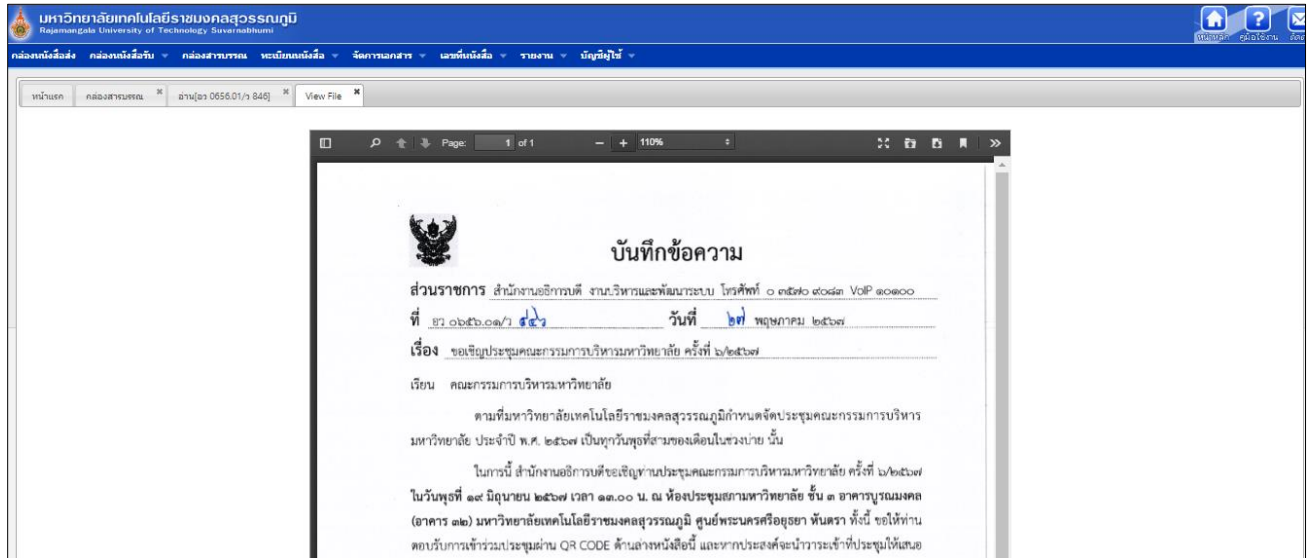 มหาวิทยาลัยเทคโนโลยีราชมงคลสุวรรณภูมิ
Rajamangala University of Technology Suvarnabhumi
หน้าหลัก คู่มือใช้งาน
กล่องหนังสือส่ง กล่องหนังสือรับ กล่องสารบรรณ ทะเบียนหนังสือ จัดการเอกสาร เลขที่หนังสือ รายงาน บัญชีผู้ใช้
หน้าแรก กล่องสารบรรณ อ่าน[อว 0656.01/ว 846] View File
Page: 1 of 1 110%
บันทึกข้อความ
ส่วนราชการ สำนักงานอธิการบดี งานบริหารและพัฒนาระบบ โทรศัพท์ ๐ ๓๕๗๐ ๙๐๘๓ VoIP ๑๐๑๐๐
ที่ อว ๐๖๕๖.๐๑/ว ๘๔๖ วันที่ ๒๗ พฤษภาคม ๒๕๖๗
เรื่อง ขอเชิญประชุมคณะกรรมการบริหารมหาวิทยาลัย ครั้งที่ ๖/๒๕๖๗
เรียน คณะกรรมการบริหารมหาวิทยาลัย
ตามที่มหาวิทยาลัยเทคโนโลยีราชมงคลสุวรรณภูมิกำหนดจัดประชุมคณะกรรมการบริหาร
มหาวิทยาลัย ประจำปี พ.ศ. ๒๕๖๗ เป็นทุกวันพุธที่สามของเดือนในช่วงบ่าย นั้น
ในการนี้ สำนักงานอธิการบดีขอเชิญท่านประชุมคณะกรรมการบริหารมหาวิทยาลัย ครั้งที่ ๖/๒๕๖๗
ในวันพุธที่ ๑๙ มิถุนายน ๒๕๖๗ เวลา ๑๓.๐๐ น. ณ ห้องประชุมสภามหาวิทยาลัย ชั้น ๓ อาคารบูรณมงคล
(อาคาร ๓๒) มหาวิทยาลัยเทคโนโลยีราชมงคลสุวรรณภูมิ ศูนย์พระนครศรีอยุธยา หันตรา ทั้งนี้ ขอให้ท่าน
ตอบรับการเข้าร่วมประชุมผ่าน QR CODE ด้านล่างหนังสือนี้ และหากประสงค์จะนำวาระเข้าที่ประชุมให้เสนอ